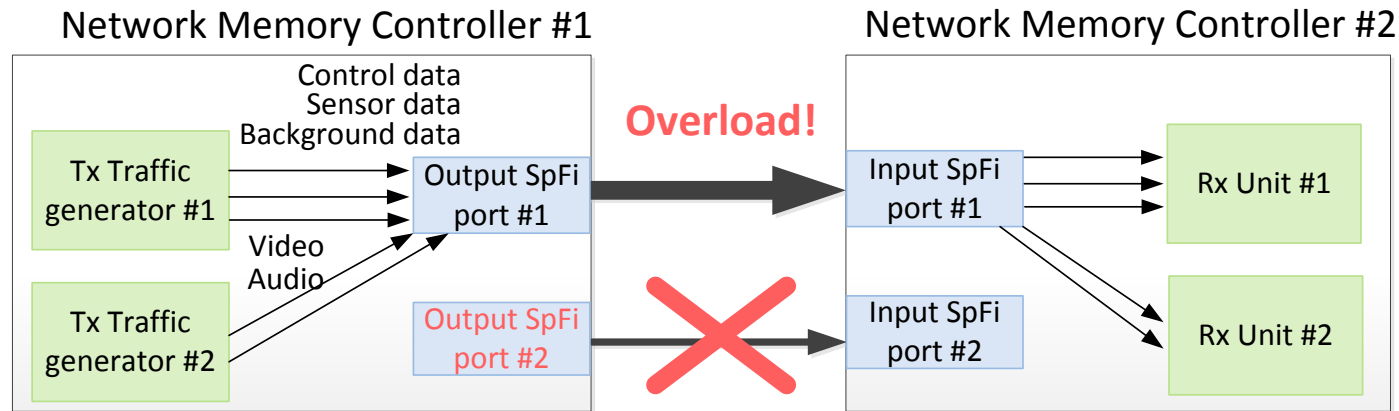 Network Memory Controller #1
Network Memory Controller #2
Control data
Sensor data
Background data
Overload!
Tx Traffic
generator #1
Output SpFi
port #1
Input SpFi
port #1
Rx Unit #1
Video
Audio
Tx Traffic
generator #2
Output SpFi
port #2
Input SpFi
port #2
Rx Unit #2